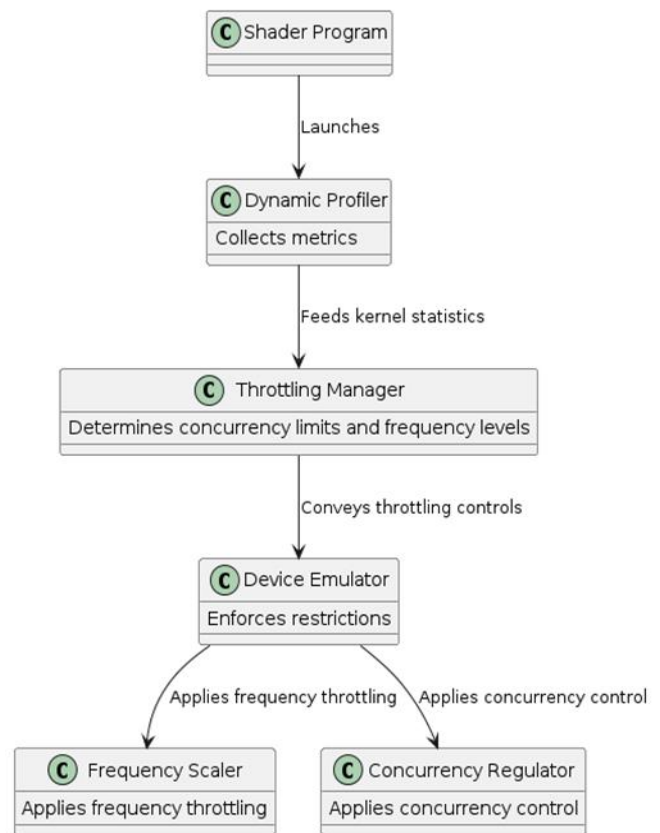 C Shader Program
Launches
C Dynamic Profiler
Collects metrics
Feeds kernel statistics
C Throttling Manager
Determines concurrency limits and frequency levels
Conveys throttling controls
C Device Emulator
Enforces restrictions
Applies frequency throttling
Applies concurrency control
C Frequency Scaler
Applies frequency throttling
C Concurrency Regulator
Applies concurrency control